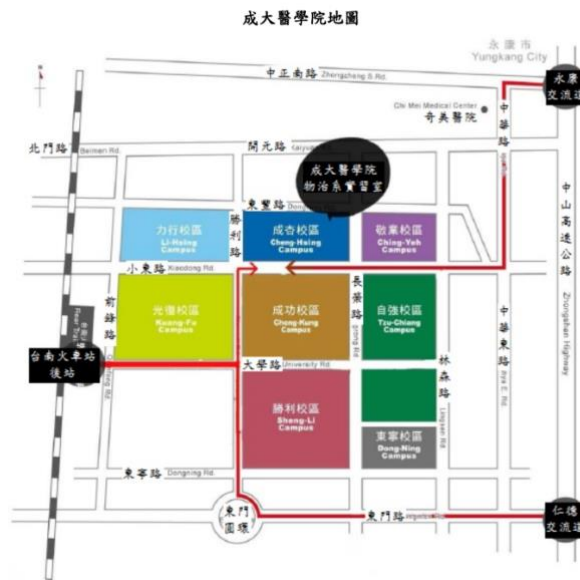 成大醫學院地圖
永康市
Yungkang City
中正南路 Zhongzheng S Rd.
永康
交流道
Chi Mei Medical Center
奇美醫院
中華路
北門路 Beimen Rd.
開元路
成大醫學院
物治系實習室
東豐路
中山高速公路
Zhongshan Highway
力行校區
Li-Hsing
Campus
勝利路
成杏校區
Cheng-Hsing
Campus
敬業校區
Ching-Yeh
Campus
小東路 Xiaodong Rd.
前鋒路
光復校區
Kuang-Fu
Campus
成功校區
Cheng-Kung
Campus
長榮路
自強校區
Tzu-Chiang
Campus
中華東路
台南火車站
後站
大學路 University Rd.
林森路
勝利校區
Sheng-Li
Campus
東寧校區
Dong-Ning
Campus
東寧路 Dongning Rd.
東門
圓環
東門路
仁德
交流道